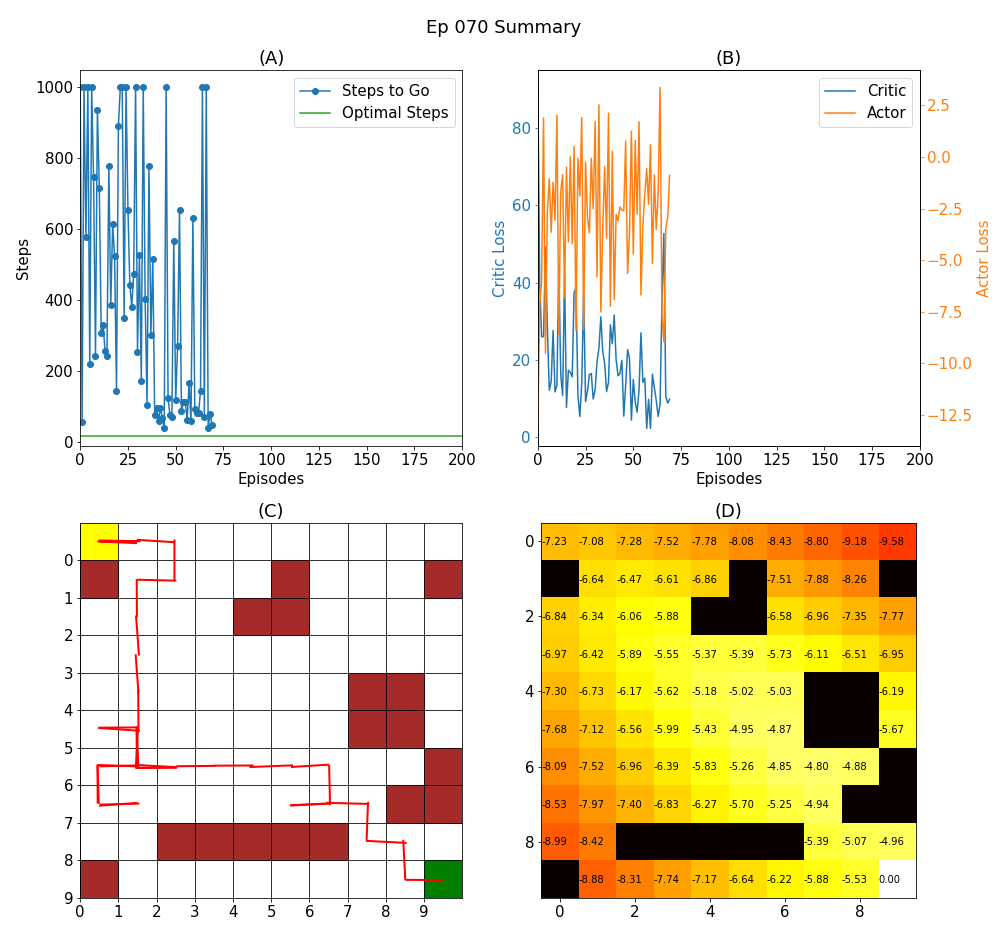 Ep 070 Summary
(A)
(B)
Steps to Go
Optimal Steps
Critic
Actor
1000
800
600
400
200
0
Steps
0 25 50 75 100 125 150 175 200
Episodes
80
60
40
20
0
Critic Loss
2.5
0.0
−2.5
−5.0
−7.5
−10.0
−12.5
Actor Loss
0 25 50 75 100 125 150 175 200
Episodes
(C)
0
1
2
3
4
5
6
7
8
9
0 1 2 3 4 5 6 7 8 9
(D)
0
2
4
6
8
-7.23 -7.08 -7.28 -7.52 -7.78 -8.08 -8.43 -8.80 -9.18 -9.58
-6.64 -6.47 -6.61 -6.86 -7.51 -7.88 -8.26
-6.84 -6.34 -6.06 -5.88 -6.58 -6.96 -7.35 -7.77
-6.97 -6.42 -5.89 -5.55 -5.37 -5.39 -5.73 -6.11 -6.51 -6.95
-7.30 -6.73 -6.17 -5.62 -5.18 -5.02 -5.03 -6.19
-7.68 -7.12 -6.56 -5.99 -5.43 -4.95 -4.87 -5.67
-8.09 -7.52 -6.96 -6.39 -5.83 -5.26 -4.85 -4.80 -4.88
-8.53 -7.97 -7.40 -6.83 -6.27 -5.70 -5.25 -4.94
-8.99 -8.42 -5.39 -5.07 -4.96
-8.88 -8.31 -7.74 -7.17 -6.64 -6.22 -5.88 -5.53 0.00
0 2 4 6 8